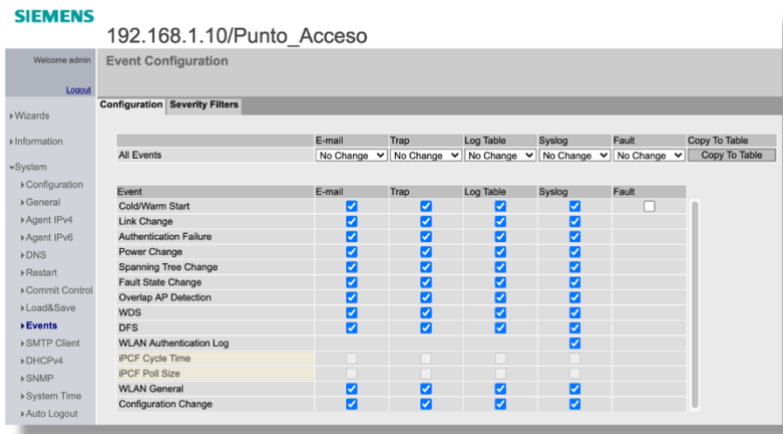 SIEMENS
192.168.1.10/Punto_Acceso
Welcome admin
Event Configuration
Logout
Configuration Severity Filters
Wizards
Information
System
Configuration
General
Agent IPv4
Agent IPv6
DNS
Restart
Commit Control
Load&Save
Events
SMTP Client
DHCPv4
SNMP
System Time
Auto Logout
E-mail Trap Log Table Syslog Fault Copy To Table
All Events No Change No Change No Change No Change No Change Copy To Table
Event E-mail Trap Log Table Syslog Fault
Cold/Warm Start
Link Change
Authentication Failure
Power Change
Spanning Tree Change
Fault State Change
Overlap AP Detection
WDS
DFS
WLAN Authentication Log
iPCF Cycle Time
iPCF Poll Size
WLAN General
Configuration Change